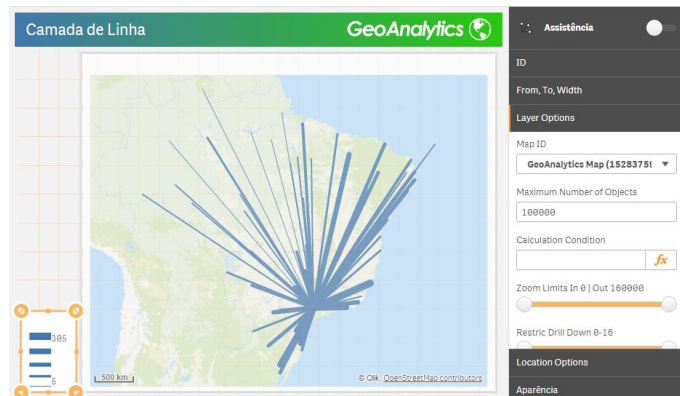 Camada de Linha
GeoAnalytics
Assistência
ID
From, To, Width
Layer Options
Map ID
GeoAnalytics Map (15283759
Maximum Number of Objects
100000
Calculation Condition
fx
Zoom Limits In 0 | Out 160000
Restric Drill Down 0-16
Location Options
Aparência
305
5
500 km
© Qlik, OpenStreetMap contributors